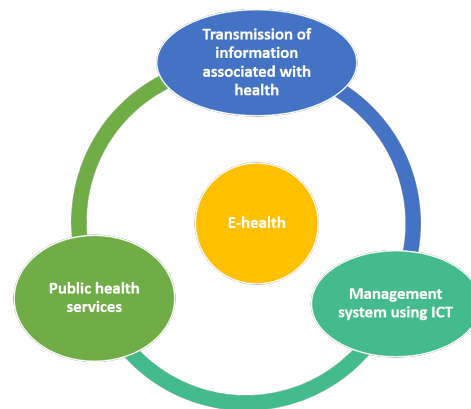 Transmission of
information
associated with
health
E-health
Public health
services
Management
system using ICT